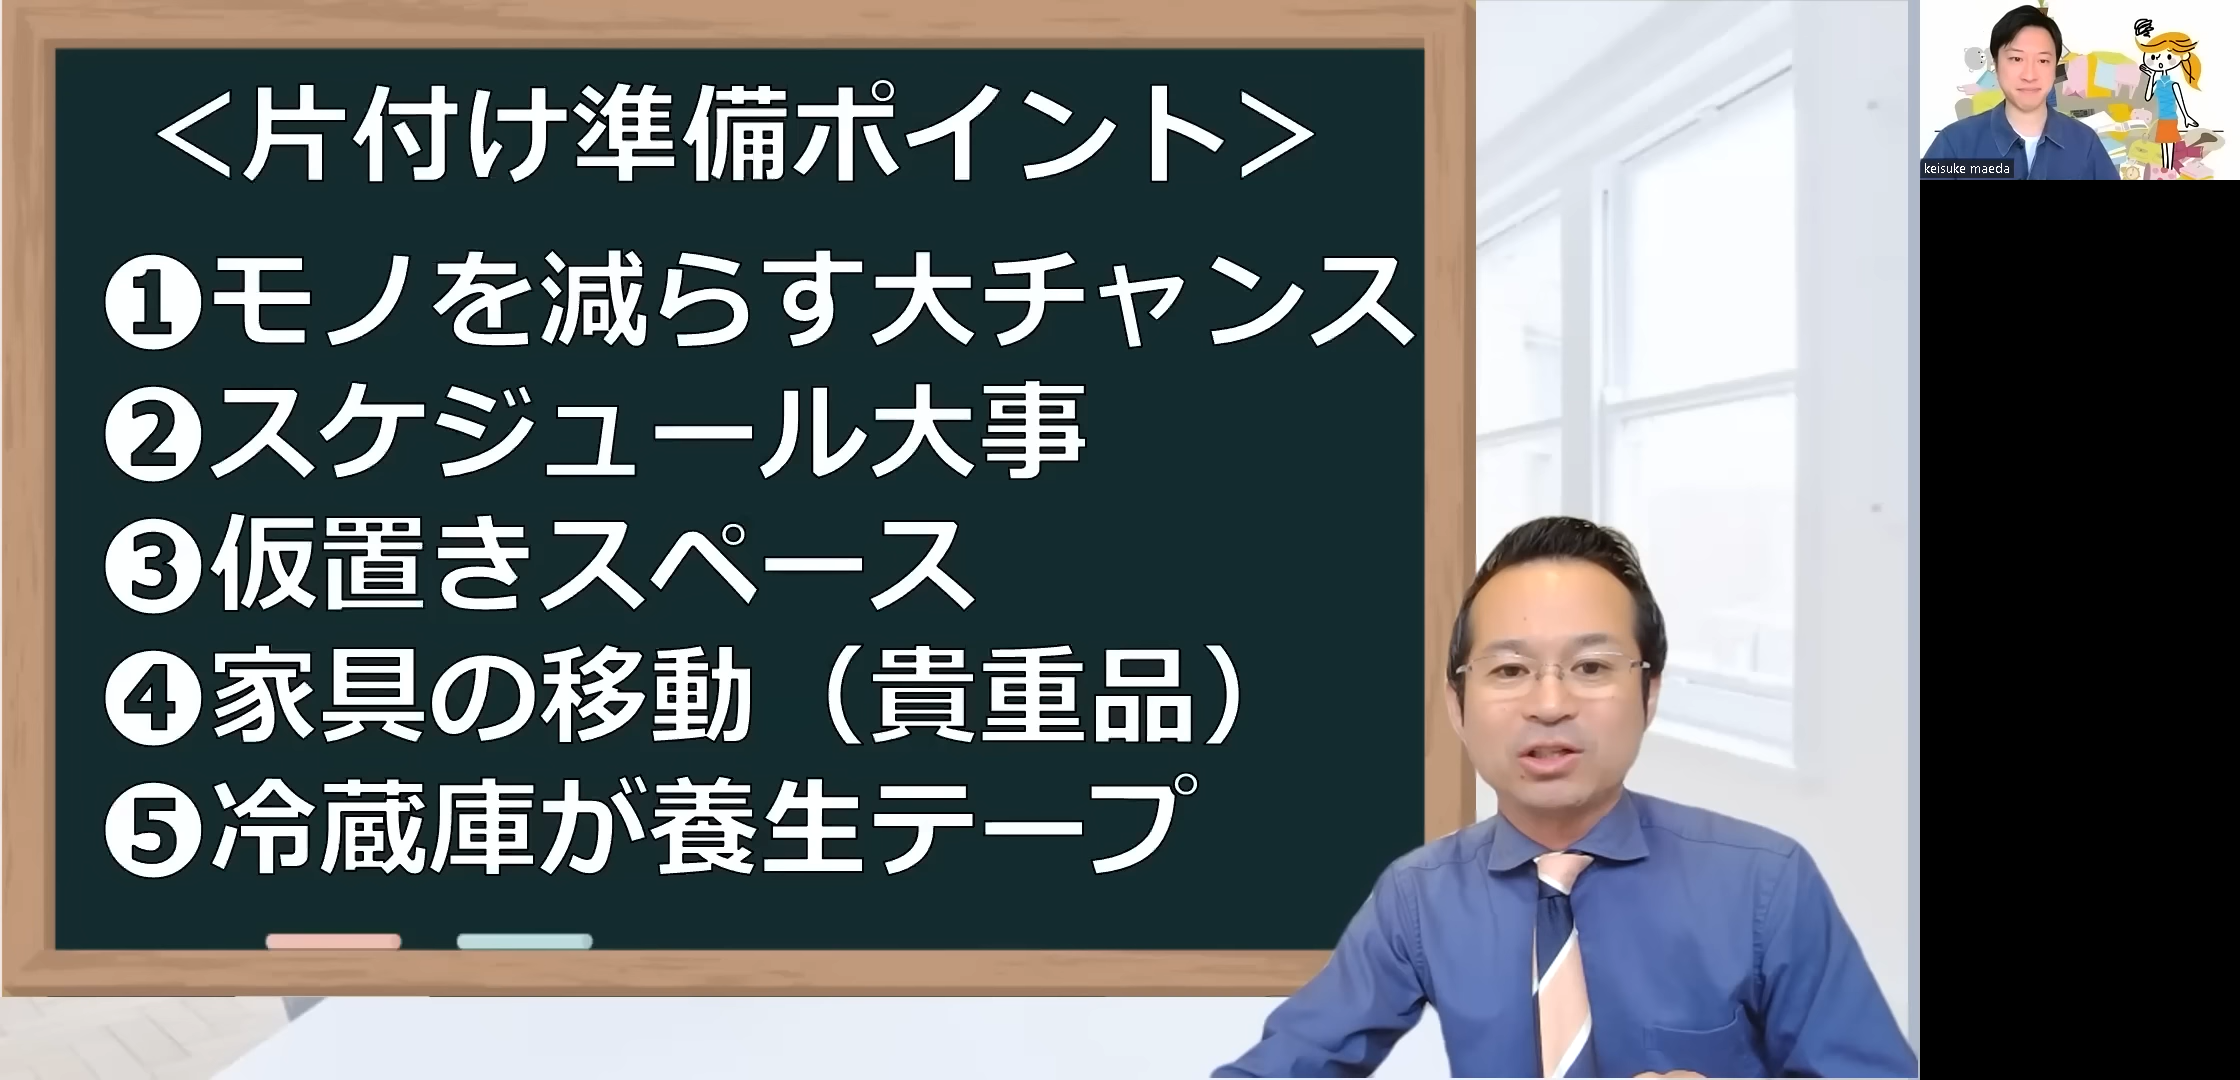 ＜片付け準備ポイント＞
❶モノを減らす大チャンス
❷スケジュール大事
❸仮置きスペース
❹家具の移動（貴重品）
❺冷蔵庫が養生テープ
keisuke maeda